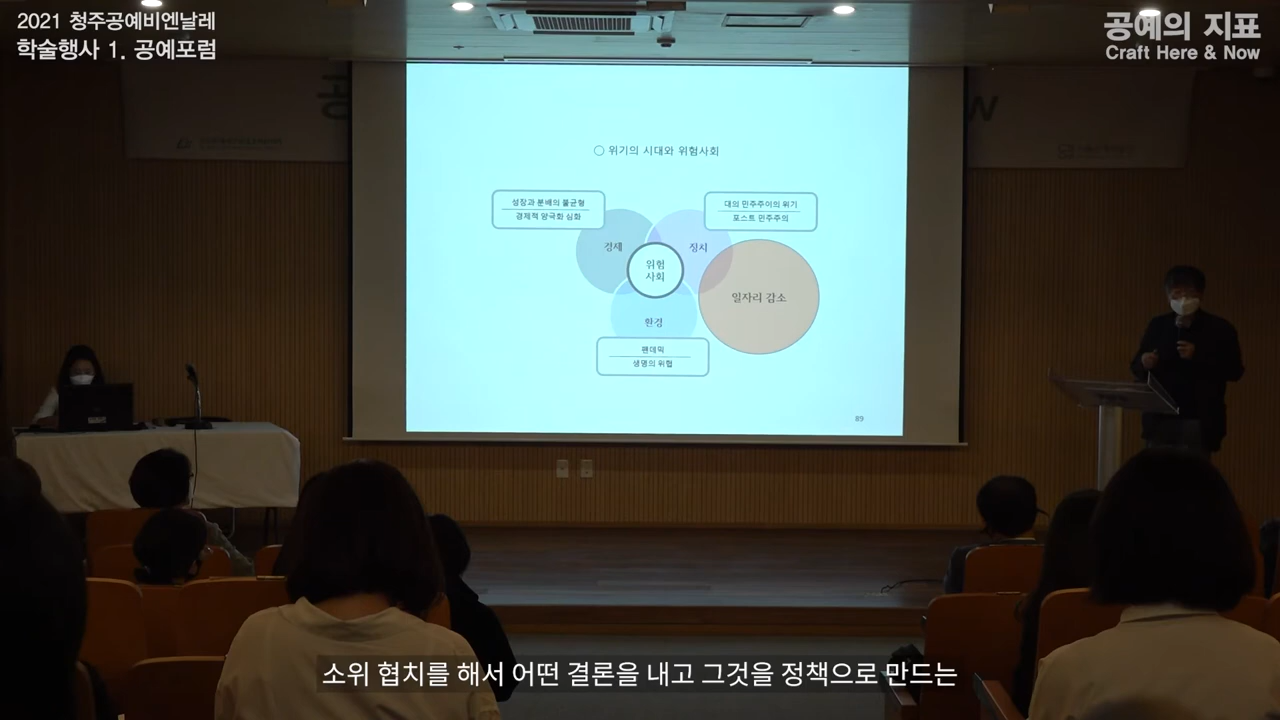 2021 청주공예비엔날레
학술행사 1. 공예포럼
공예의 지표
Craft Here & Now
공
w
○ 위기의 시대와 위험사회
성장과 분배의 불균형
경제적 양극화 심화
대의 민주주이의 위기
포스트 민주주의
경제
정치
위험
사회
일자리 감소
환경
팬데믹
생명의 위협
89
소위 협치를 해서 어떤 결론을 내고 그것을 정책으로 만드는